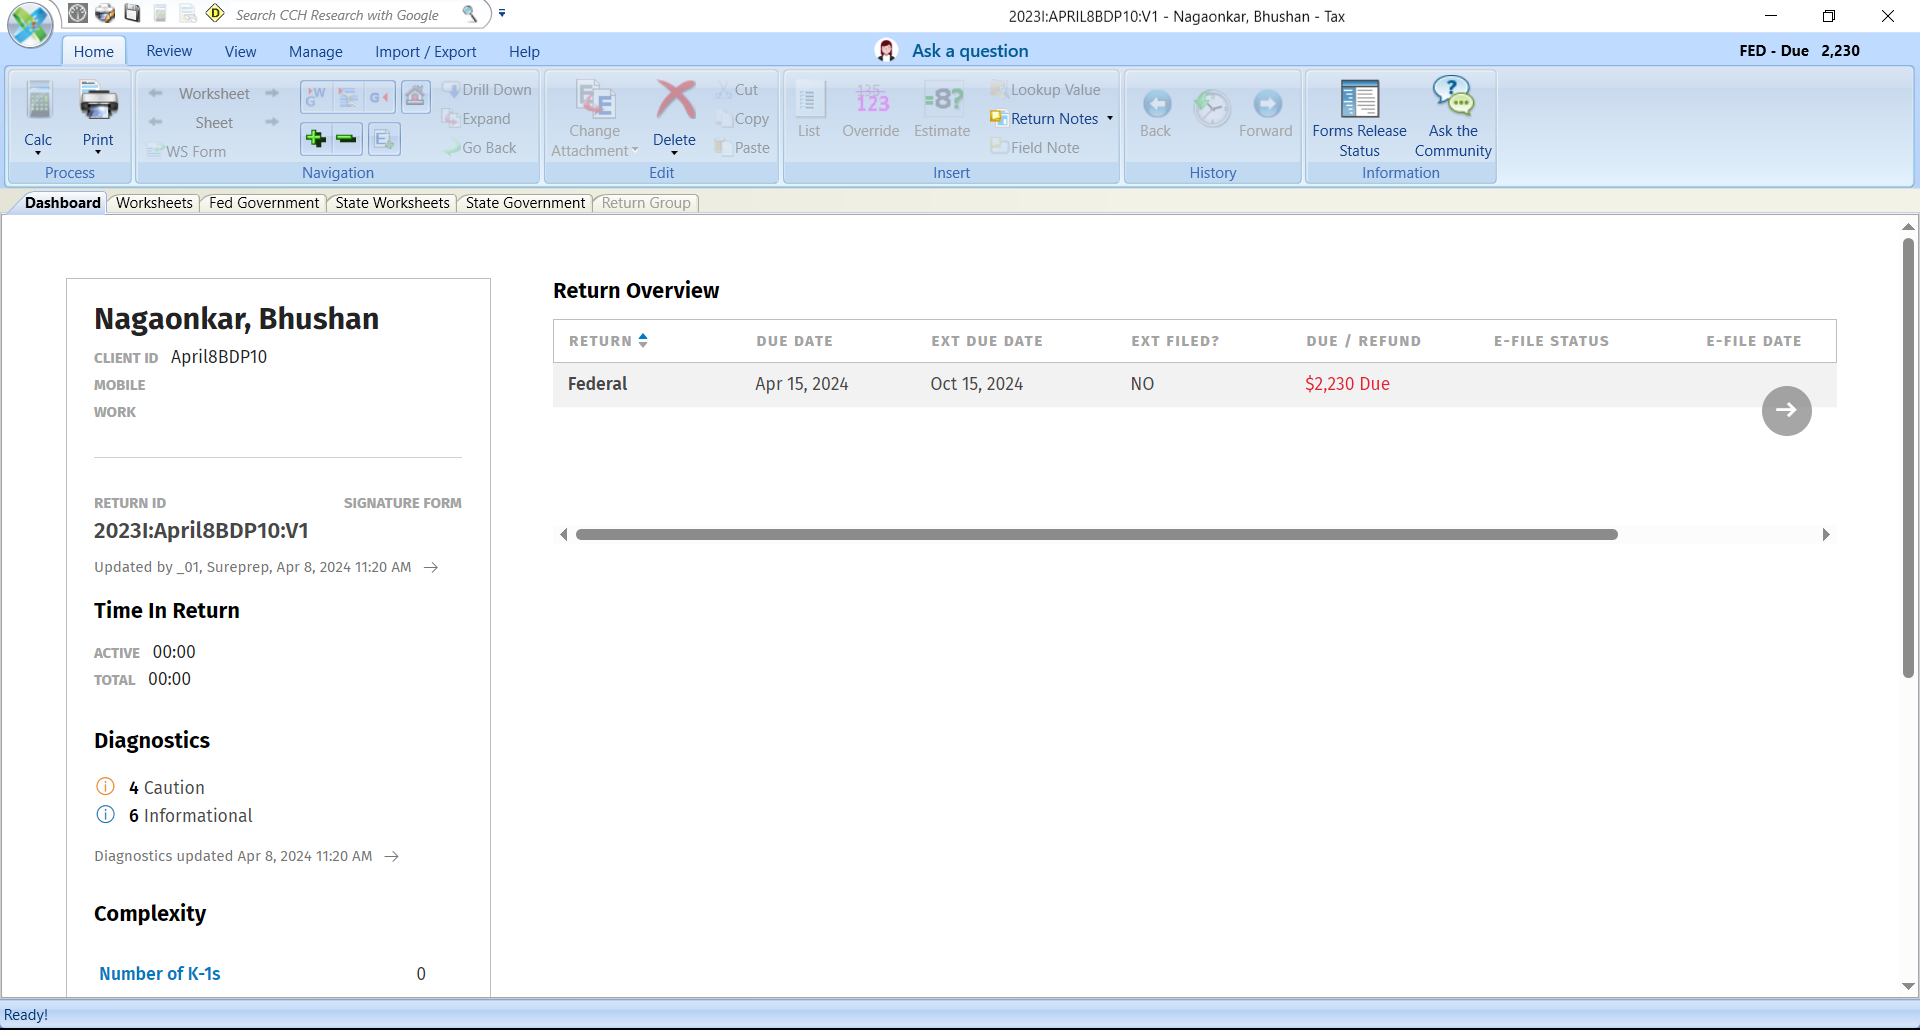 Search CCH Research with Google
2023I:APRIL8BDP10:V1 - Nagaonkar, Bhushan - Tax
Home Review View Manage Import / Export Help
Ask a question
FED - Due 2,230
Calc
Print
Process
Worksheet
Sheet
WS Form
W
G
G
Drill Down
Expand
Go Back
Navigation
Change
Attachment
Delete
Cut
Copy
Paste
Edit
List
123
Override
=8?
Estimate
Lookup Value
Return Notes
Field Note
Insert
Back
Forward
History
Forms Release
Status
Ask the
Community
Information
Dashboard Worksheets Fed Government State Worksheets State Government Return Group
Nagaonkar, Bhushan
CLIENT ID April8BDP10
MOBILE
WORK
RETURN ID SIGNATURE FORM
2023I:April8BDP10:V1
Updated by _01, Sureprep, Apr 8, 2024 11:20 AM →
Time In Return
ACTIVE 00:00
TOTAL 00:00
Diagnostics
4 Caution
6 Informational
Diagnostics updated Apr 8, 2024 11:20 AM →
Complexity
Number of K-1s 0
Return Overview
RETURN DUE DATE EXT DUE DATE EXT FILED? DUE / REFUND E-FILE STATUS E-FILE DATE
Federal Apr 15, 2024 Oct 15, 2024 NO $2,230 Due
Ready!